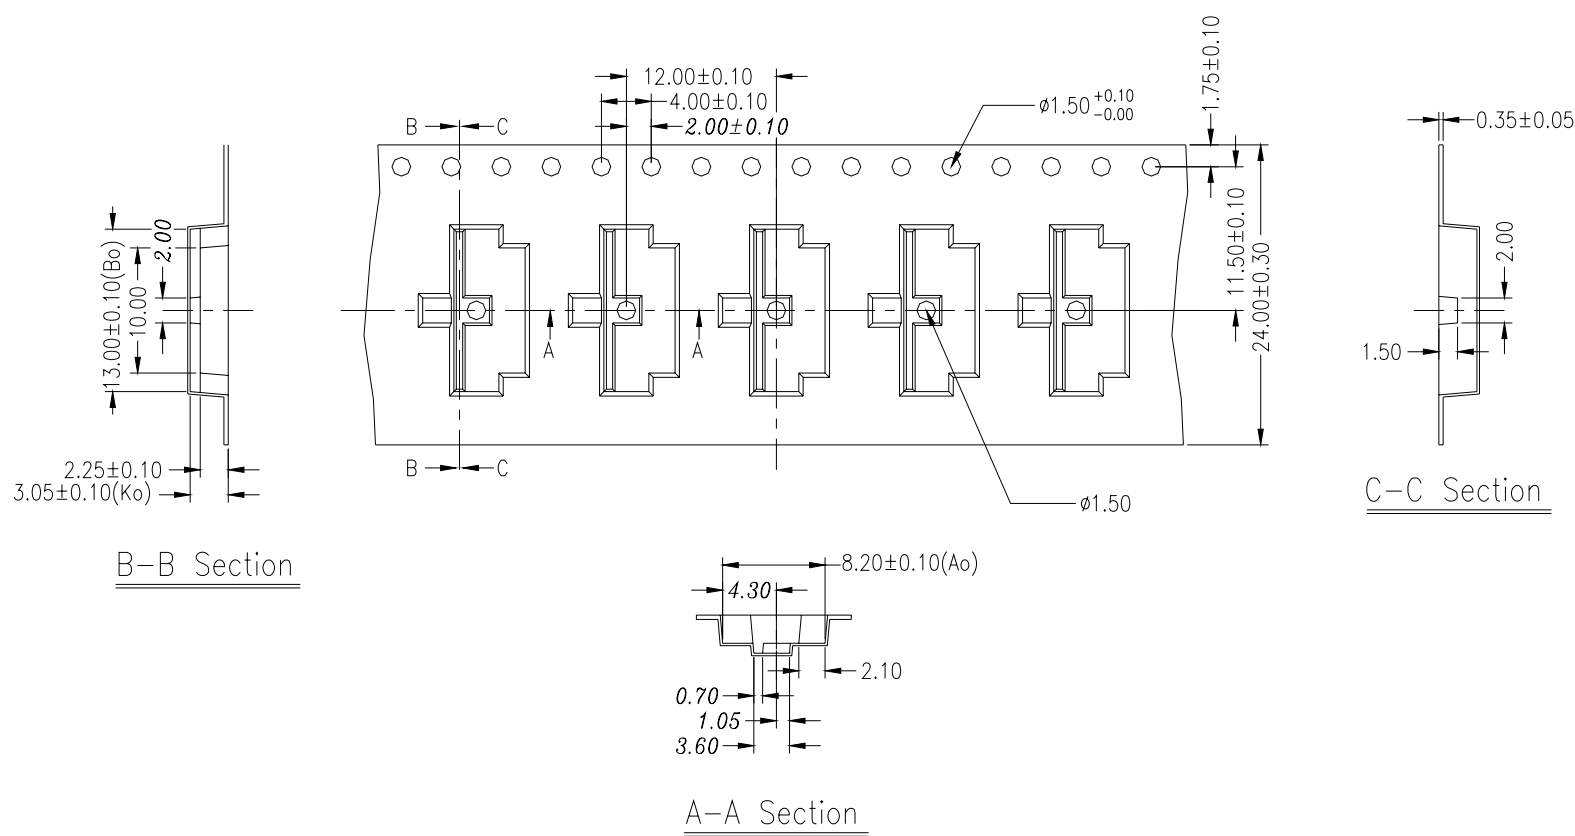 12.00±0.10
4.00±0.10
2.00±0.10
ø1.50 +0.10 -0.00
1.75±0.10
0.35±0.05
B C
2.00
13.00±0.10(Bo)
10.00
11.50±0.10
24.00±0.30
2.00
1.50
A A
2.25±0.10
3.05±0.10(Ko)
B C
ø1.50
C-C Section
B-B Section
8.20±0.10(Ao)
4.30
2.10
0.70
1.05
3.60
A-A Section